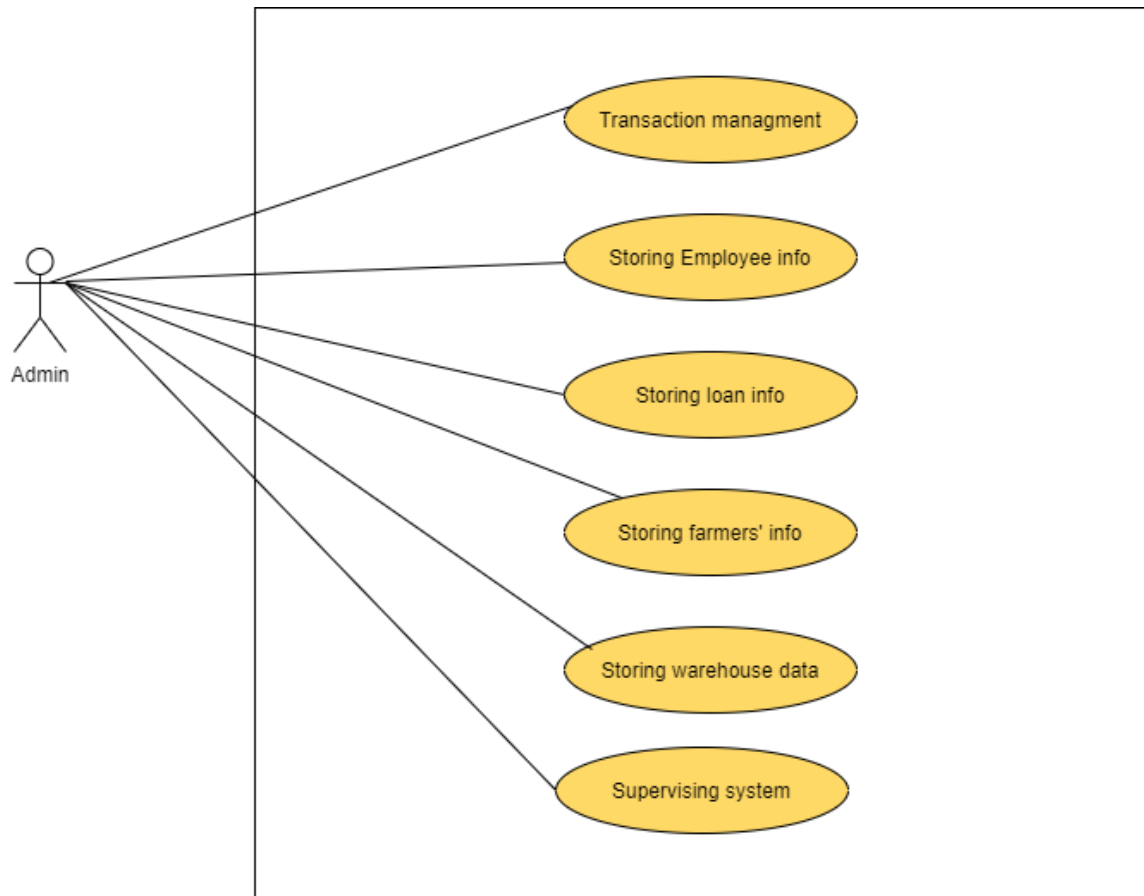 Transaction managment
Storing Employee info
Admin
Storing loan info
Storing farmers' info
Storing warehouse data
Supervising system